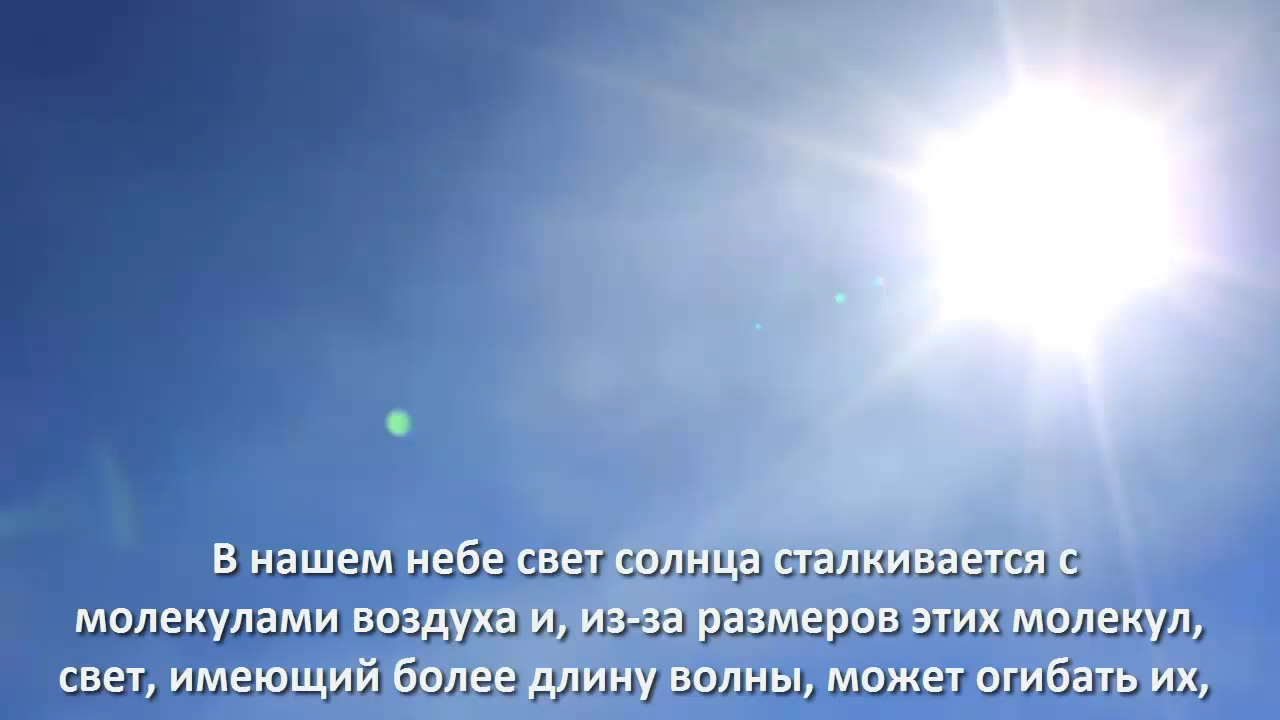 В нашем небе свет солнца сталкивается с
молекулами воздуха и, из-за размеров этих молекул,
свет, имеющий более длину волны, может огибать их,